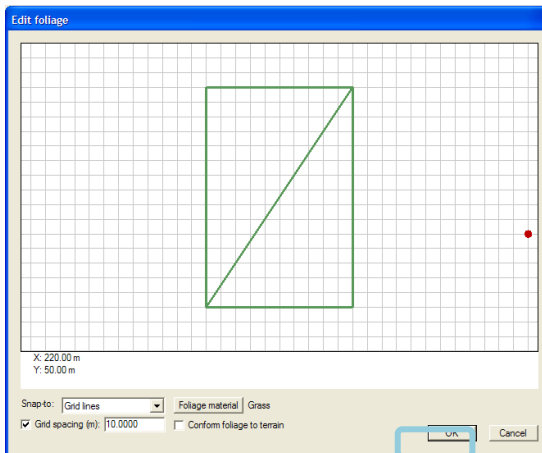 Edit foliage
X: 220.00 m
Y: 50.00 m
Snap-to: Grid lines Foliage material Grass
Grid spacing (m): 10.0000 Conform foliage to terrain
OK Cancel